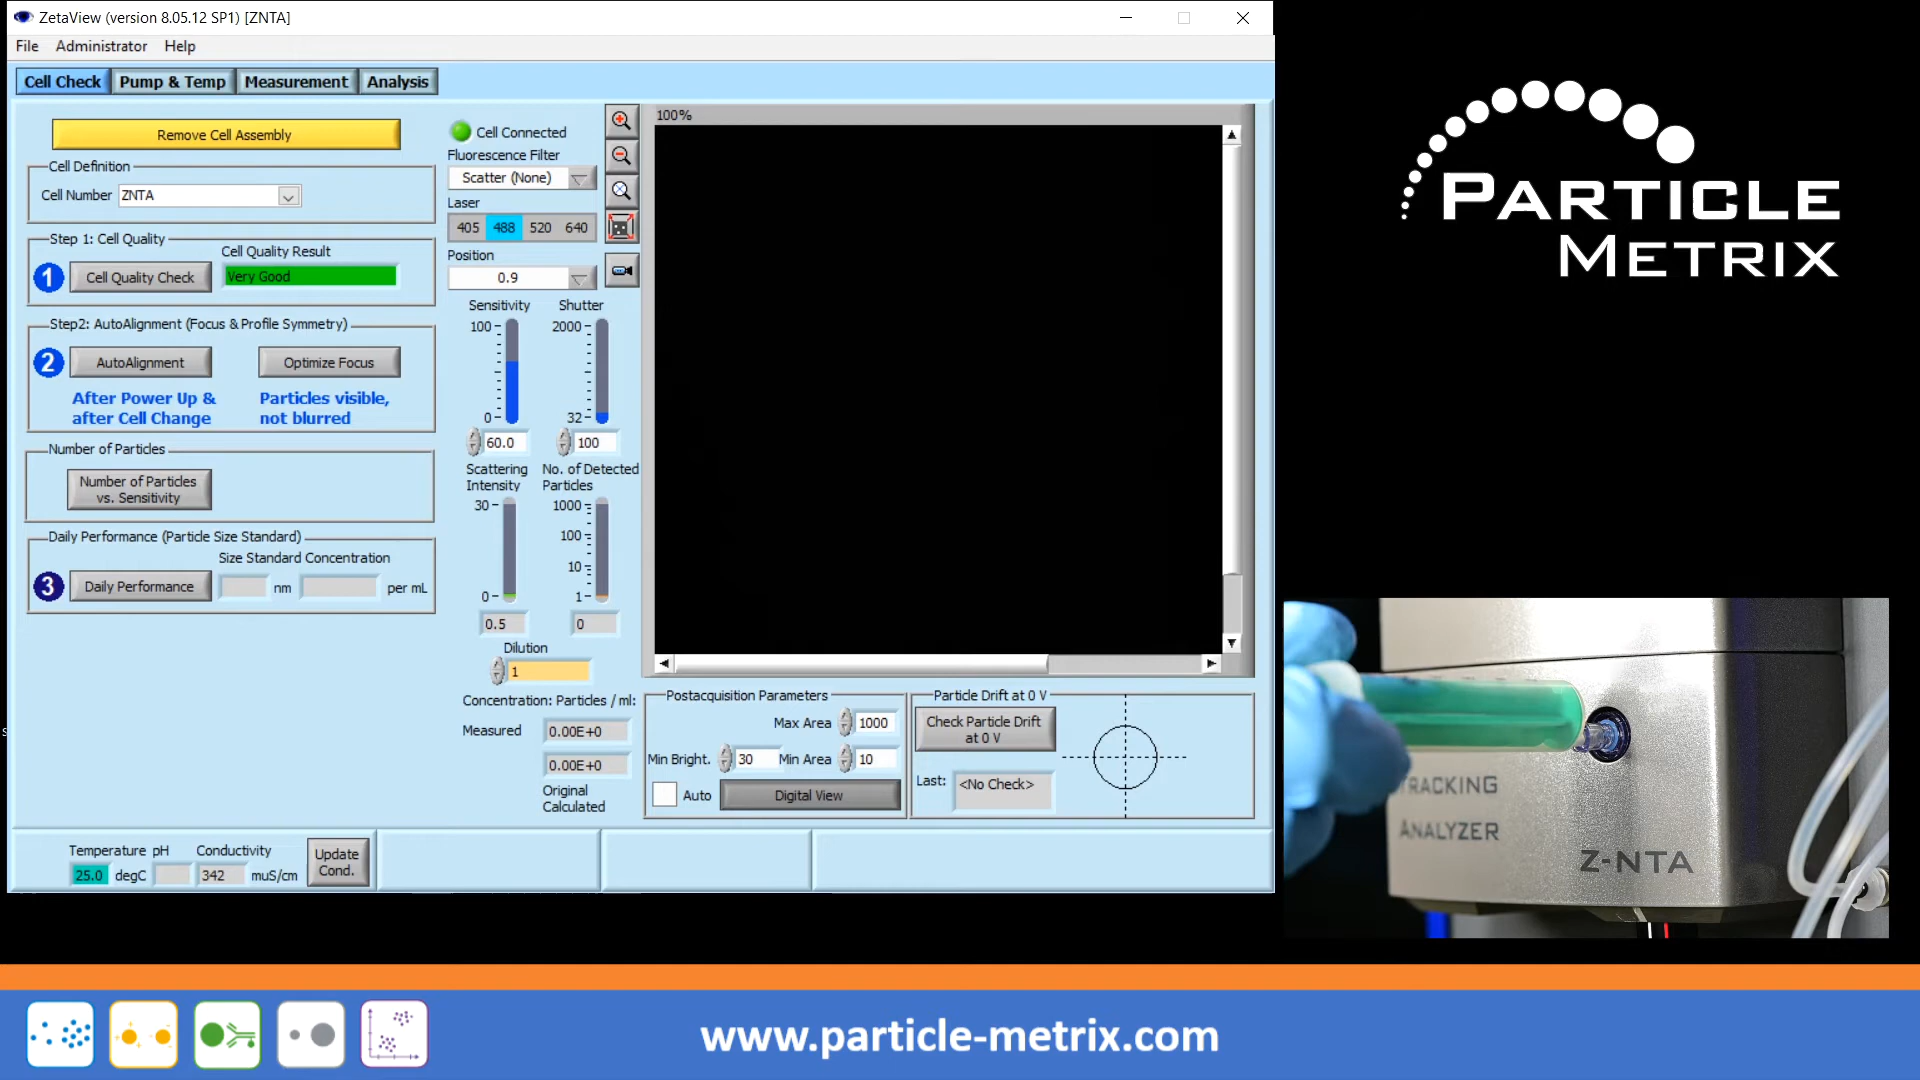 ZetaView (version 8.05.12 SP1) [ZNTA]
File Administrator Help
Cell Check Pump & Temp Measurement Analysis
Remove Cell Assembly
Cell Definition
Cell Number ZNTA
Step 1: Cell Quality
Cell Quality Result
1 Cell Quality Check Very Good
Step2: AutoAlignment (Focus & Profile Symmetry)
2 AutoAlignment Optimize Focus
After Power Up & Particles visible,
after Cell Change not blurred
Number of Particles
Number of Particles
vs. Sensitivity
Daily Performance (Particle Size Standard)
Size Standard Concentration
3 Daily Performance nm per mL
Cell Connected
Fluorescence Filter
Scatter (None)
Laser
405 488 520 640
Position
0.9
Sensitivity Shutter
100 2000
0 32
60.0 100
Scattering No. of Detected
Intensity Particles
30 1000
100
10
0 1
0.5 0
Dilution
1
Concentration: Particles / ml:
Measured 0.00E+0
0.00E+0
Original
Calculated
100%
Postacquisition Parameters
Max Area 1000
Min Bright. 30 Min Area 10
Auto Digital View
Particle Drift at 0 V
Check Particle Drift
at 0 V
Last: <No Check>
Temperature pH Conductivity
25.0 degC 342 muS/cm
Update
Cond.
PARTICLE
METRIX
TRACKING
ANALYZER
Z-NTA
www.particle-metrix.com